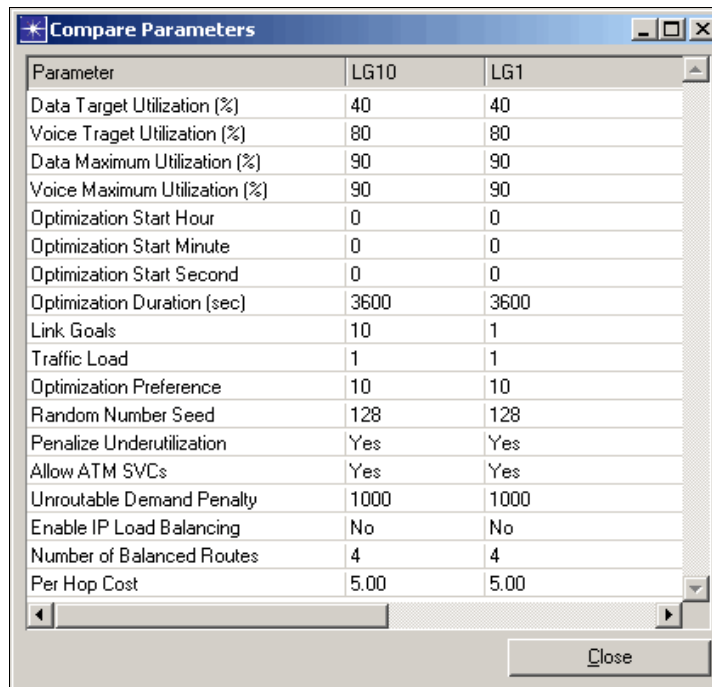 Compare Parameters
Parameter LG10 LG1
Data Target Utilization (%) 40 40
Voice Traget Utilization (%) 80 80
Data Maximum Utilization (%) 90 90
Voice Maximum Utilization (%) 90 90
Optimization Start Hour 0 0
Optimization Start Minute 0 0
Optimization Start Second 0 0
Optimization Duration (sec) 3600 3600
Link Goals 10 1
Traffic Load 1 1
Optimization Preference 10 10
Random Number Seed 128 128
Penalize Underutilization Yes Yes
Allow ATM SVCs Yes Yes
Unroutable Demand Penalty 1000 1000
Enable IP Load Balancing No No
Number of Balanced Routes 4 4
Per Hop Cost 5.00 5.00
Close